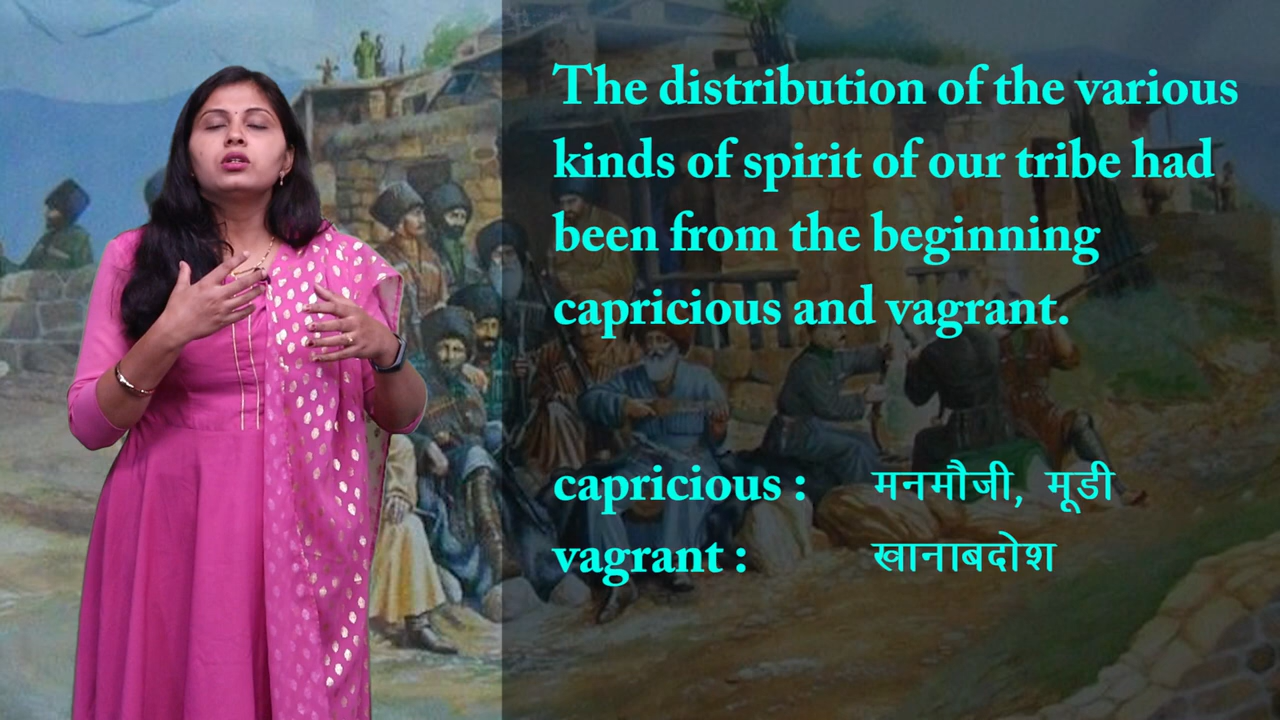 The distribution of the various
kinds of spirit of our tribe had
been from the beginning
capricious and vagrant.
capricious : मनमौजी, मूडी
vagrant : खानाबदोश